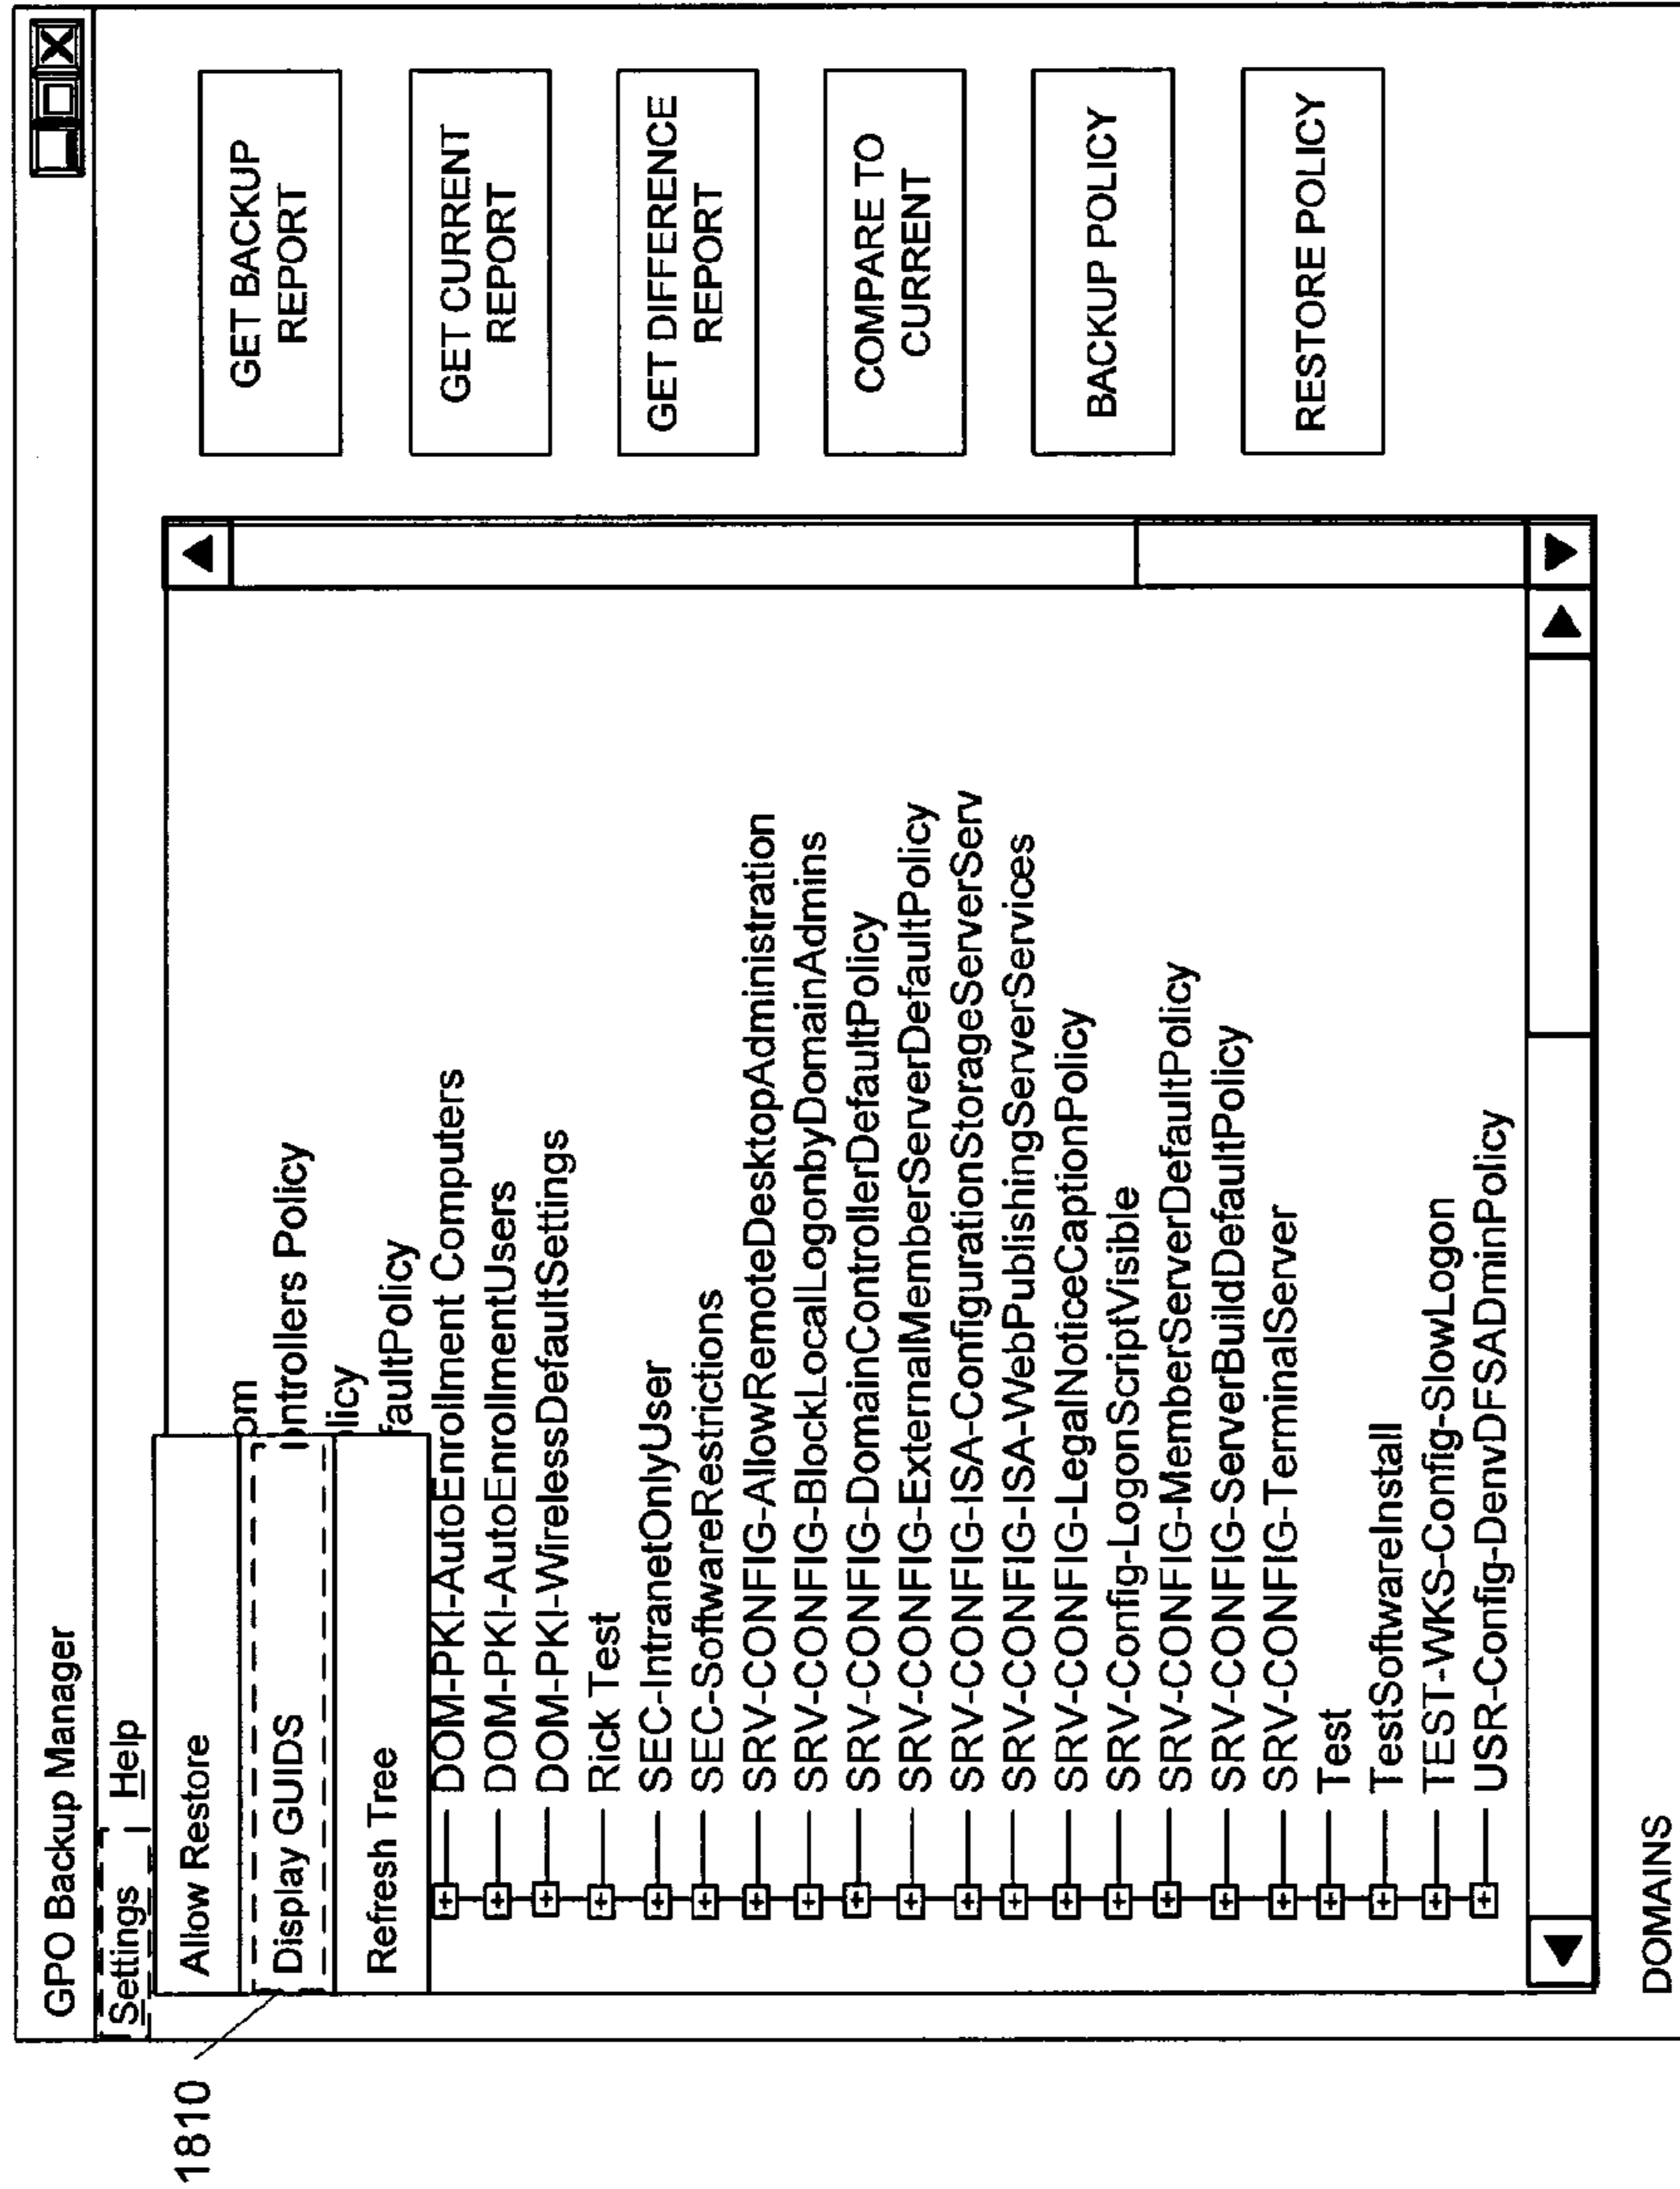 GPO Backup Manager
X
Settings Help
1810
Allow Restore
Display GUIDS
Refresh Tree
om
ontrollers Policy
licy
faultPolicy
DOM-PKI-AutoEnrollment Computers
DOM-PKI-AutoEnrollmentUsers
DOM-PKI-WirelessDefaultSettings
Rick Test
SEC-IntranetOnlyUser
SEC-SoftwareRestrictions
SRV-CONFIG-AllowRemoteDesktopAdministration
SRV-CONFIG-BlockLocalLogonbyDomainAdmins
SRV-CONFIG-DomainControllerDefaultPolicy
SRV-CONFIG-ExternalMemberServerDefaultPolicy
SRV-CONFIG-ISA-ConfigurationStorageServerServ
SRV-CONFIG-ISA-WebPublishingServerServices
SRV-CONFIG-LegalNoticeCaptionPolicy
SRV-Config-LogonScriptVisible
SRV-CONFIG-MemberServerDefaultPolicy
SRV-CONFIG-ServerBuildDefaultPolicy
SRV-CONFIG-TerminalServer
Test
TestSoftwareInstall
TEST-WKS-Config-SlowLogon
USR-Config-DenvDFSADminPolicy
GET BACKUP
REPORT
GET CURRENT
REPORT
GET DIFFERENCE
REPORT
COMPARE TO
CURRENT
BACKUP POLICY
RESTORE POLICY
DOMAINS